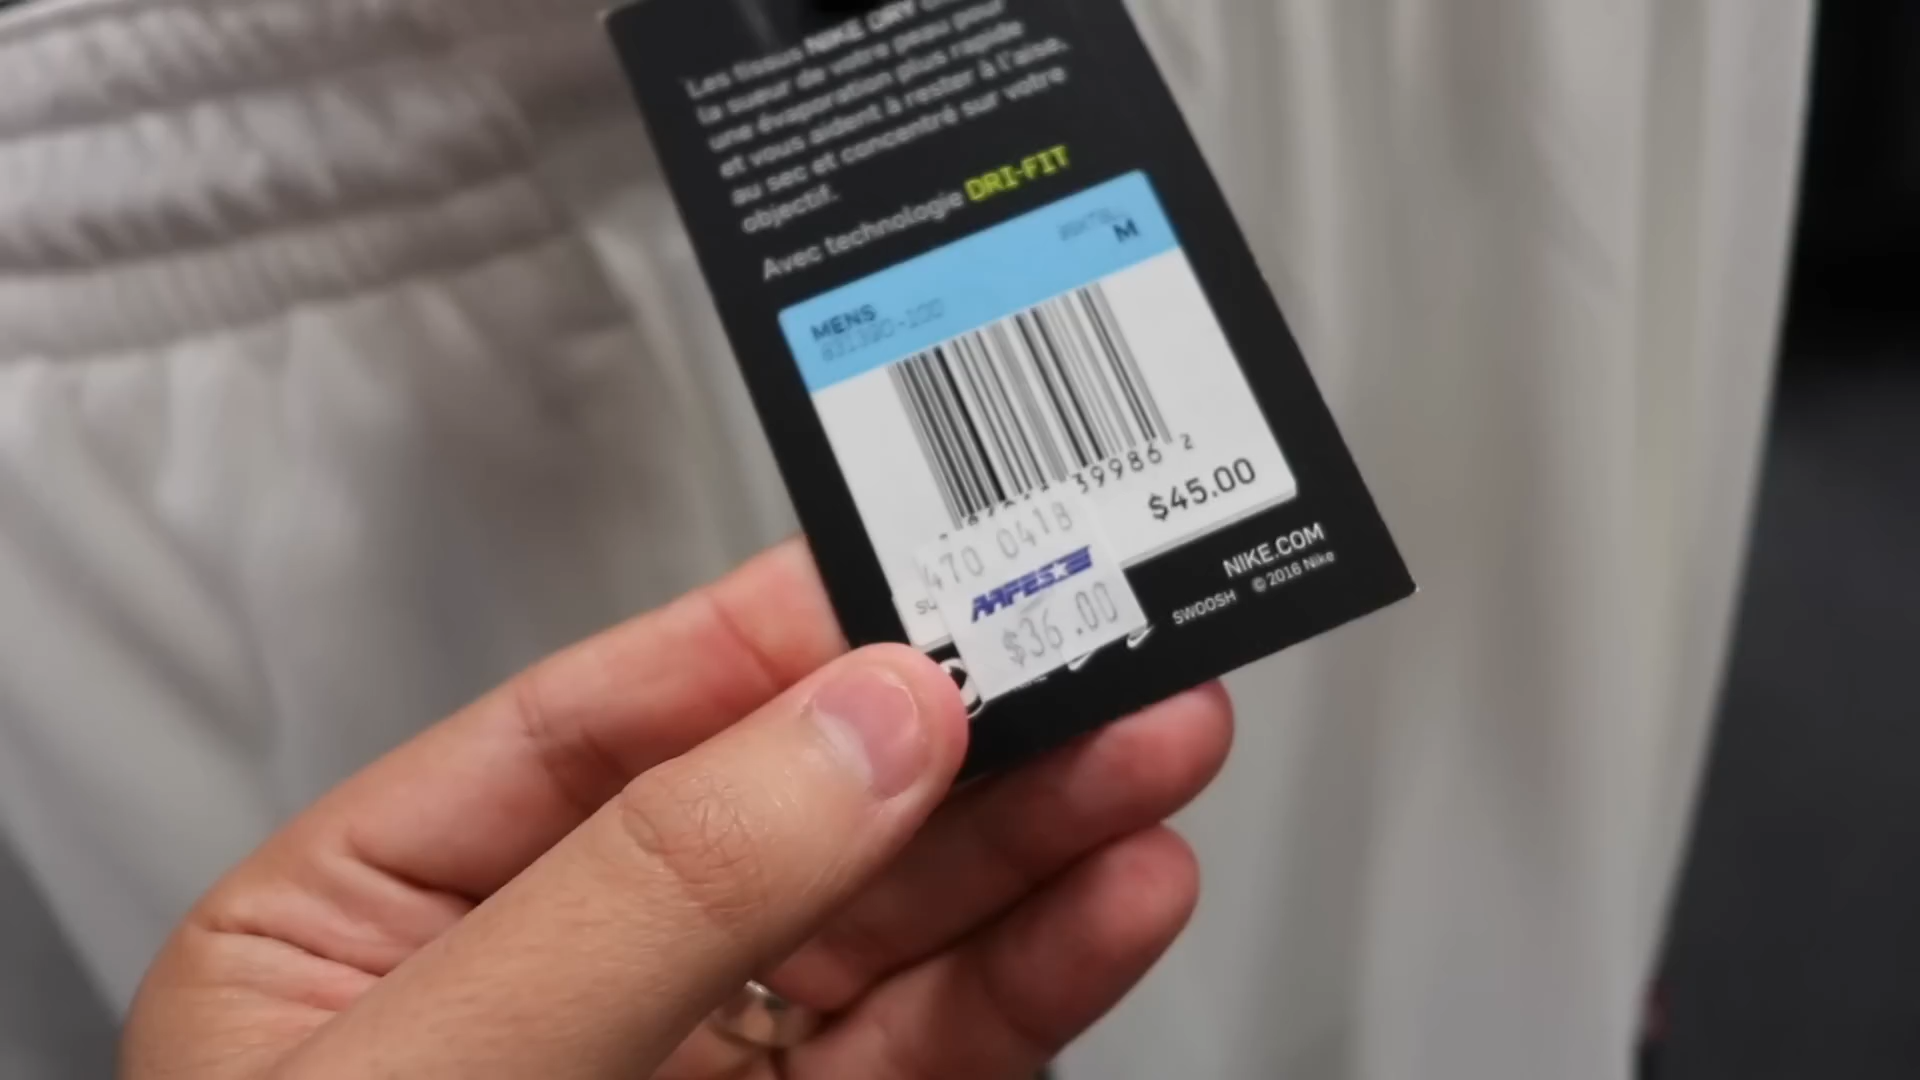 Les tissus NIKE DRY
la sueur de votre peau pour
une évaporation plus rapide
et vous aident à rester à l'aise,
au sec et concentré sur votre
objectif.
Avec technologie DRI-FIT
M
MENS
39986 2
$45.00
470 0418
AAFES
$36.00
NIKE.COM
SWOOSH © 2016 Nike